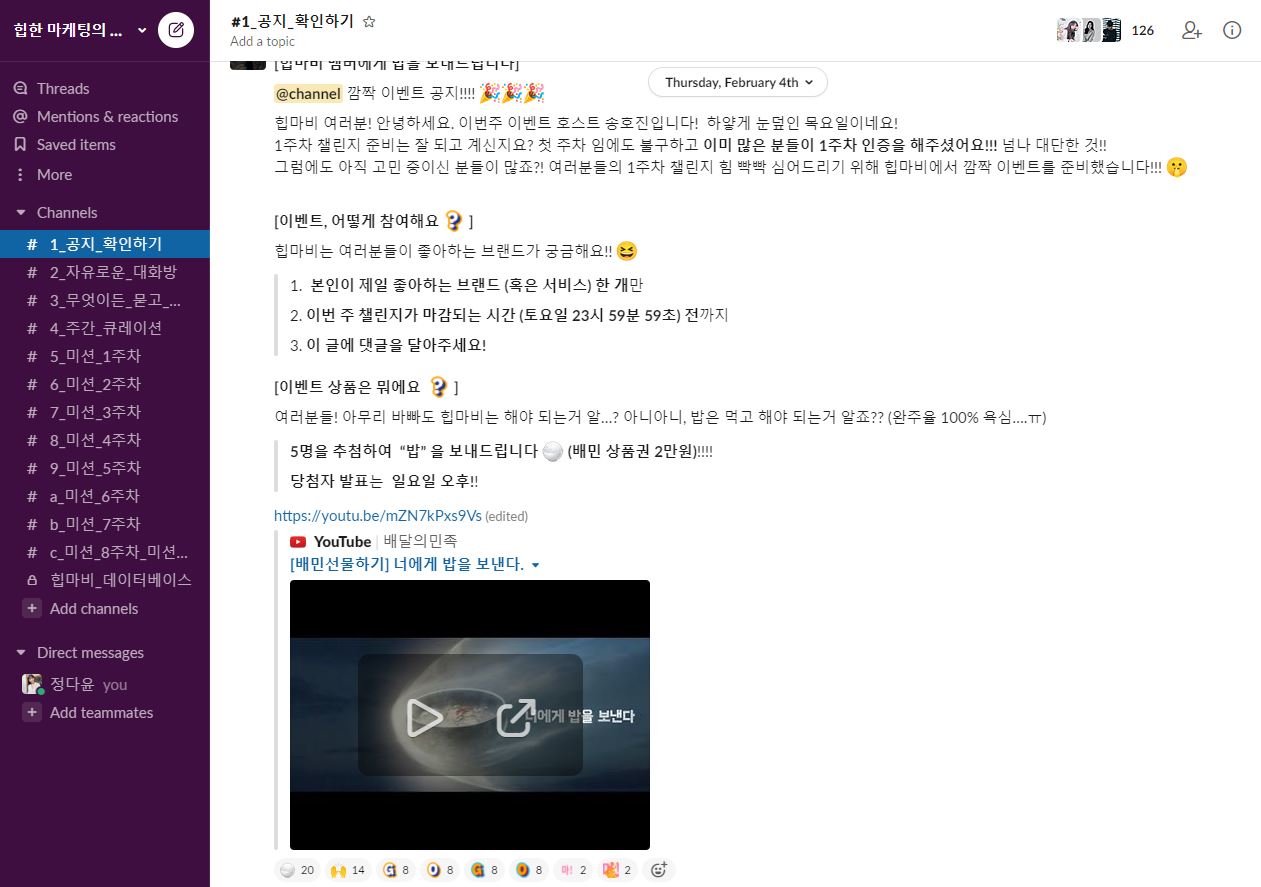 힙한 마케팅의 ...
Threads
Mentions & reactions
Saved items
More
Channels
# 1_공지_확인하기
# 2_자유로운_대화방
# 3_무엇이든_묻고_...
# 4_주간_큐레이션
# 5_미션_1주차
# 6_미션_2주차
# 7_미션_3주차
# 8_미션_4주차
# 9_미션_5주차
# a_미션_6주차
# b_미션_7주차
# c_미션_8주차_미션...
힙마비_데이터베이스
+ Add channels
Direct messages
정다윤 you
+ Add teammates
#1_공지_확인하기
Add a topic
126
[힙마비 멤버에게 밥을 보내드립니다]
Thursday, February 4th
@channel 깜짝 이벤트 공지!!!! 🎉🎉🎉
힙마비 여러분! 안녕하세요. 이번주 이벤트 호스트 송호진입니다! 하얗게 눈덮인 목요일이네요!
1주차 챌린지 준비는 잘 되고 계신지요? 첫 주차 임에도 불구하고 이미 많은 분들이 1주차 인증을 해주셨어요!!! 넘나 대단한 것!!
그럼에도 아직 고민 중이신 분들이 많죠?! 여러분들의 1주차 챌린지 힘 빡빡 심어드리기 위해 힙마비에서 깜짝 이벤트를 준비했습니다!!! 🤫
[이벤트, 어떻게 참여해요 ? ]
힙마비는 여러분들이 좋아하는 브랜드가 궁금해요!! 😆
1. 본인이 제일 좋아하는 브랜드 (혹은 서비스) 한 개만
2. 이번 주 챌린지가 마감되는 시간 (토요일 23시 59분 59초) 전까지
3. 이 글에 댓글을 달아주세요!
[이벤트 상품은 뭐에요 ? ]
여러분들! 아무리 바빠도 힙마비는 해야 되는거 알...? 아니아니, 밥은 먹고 해야 되는거 알죠?? (완주율 100% 욕심....ㅠ)
5명을 추첨하여 “밥” 을 보내드립니다 (배민 상품권 2만원)!!!!
당첨자 발표는 일요일 오후!!
https://youtu.be/mZN7kPxs9Vs (edited)
YouTube | 배달의민족
[배민선물하기] 너에게 밥을 보낸다.
너에게 밥을 보낸다
20 14 G 8 O 8 G 8 O 8 마! 2 2